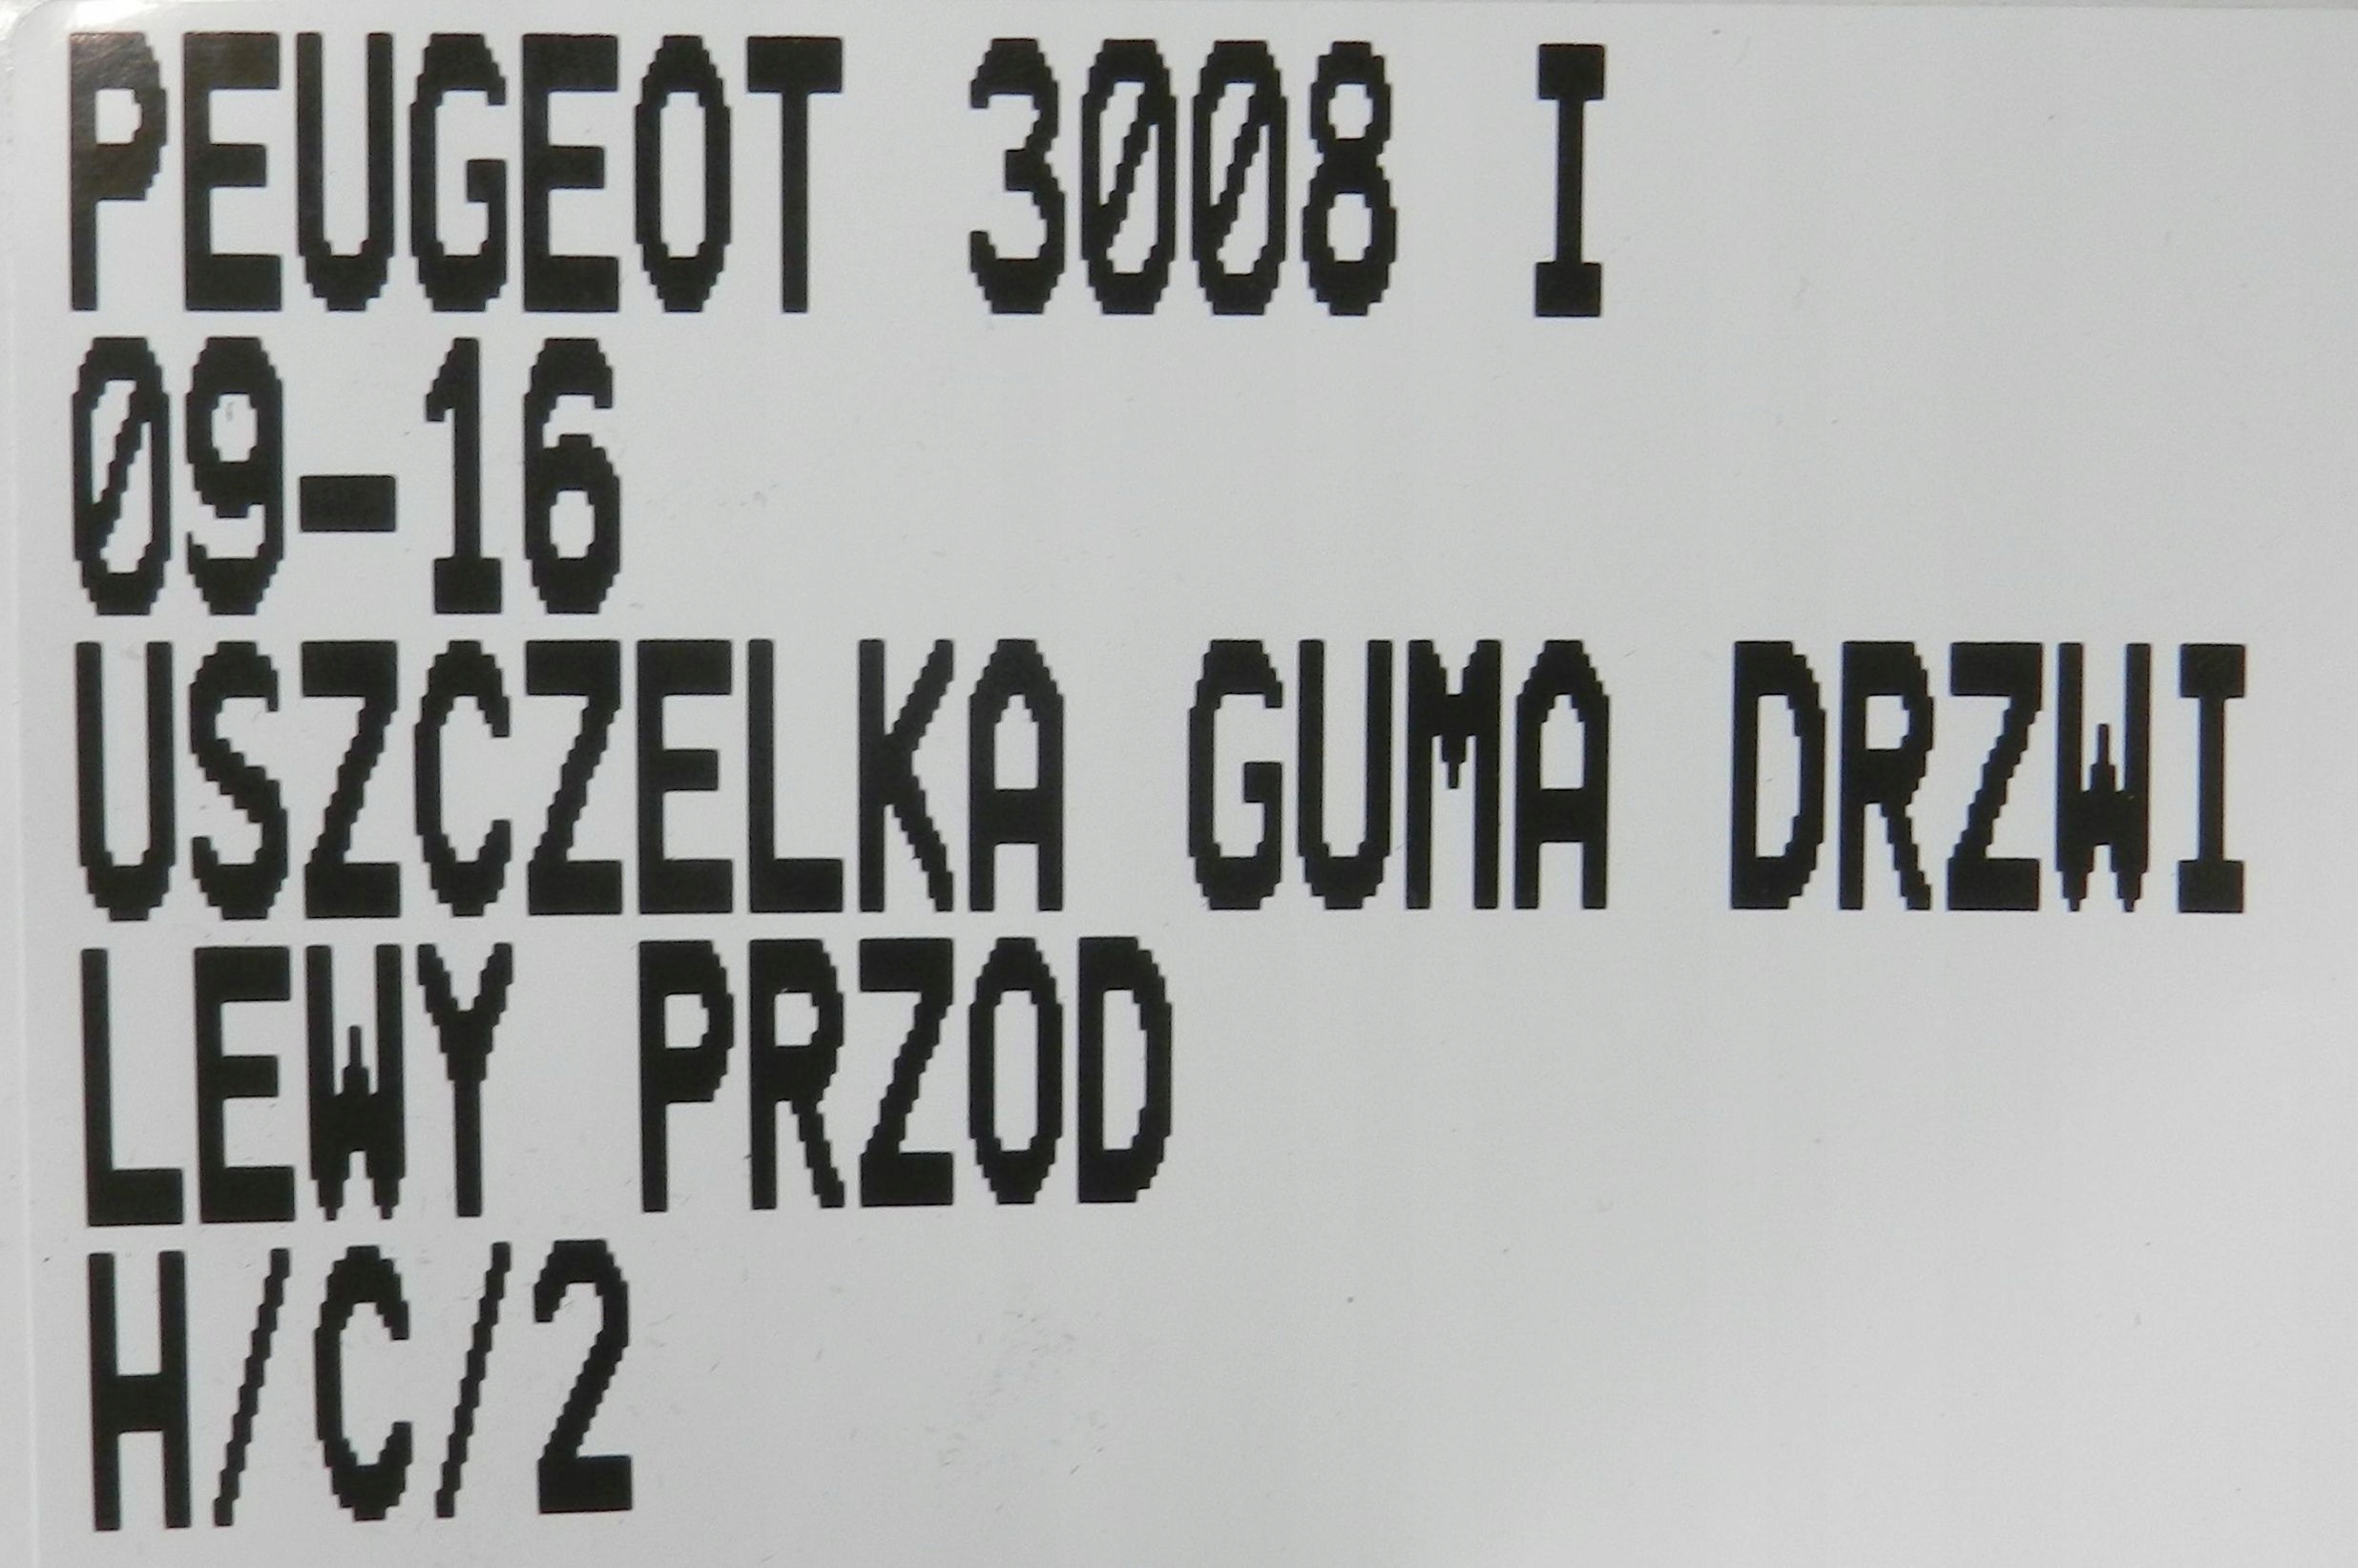 PEUGEOT 3008 I
09-16
USZCZELKA GUMA DRZWI
LEWY PRZOD
H/C/2